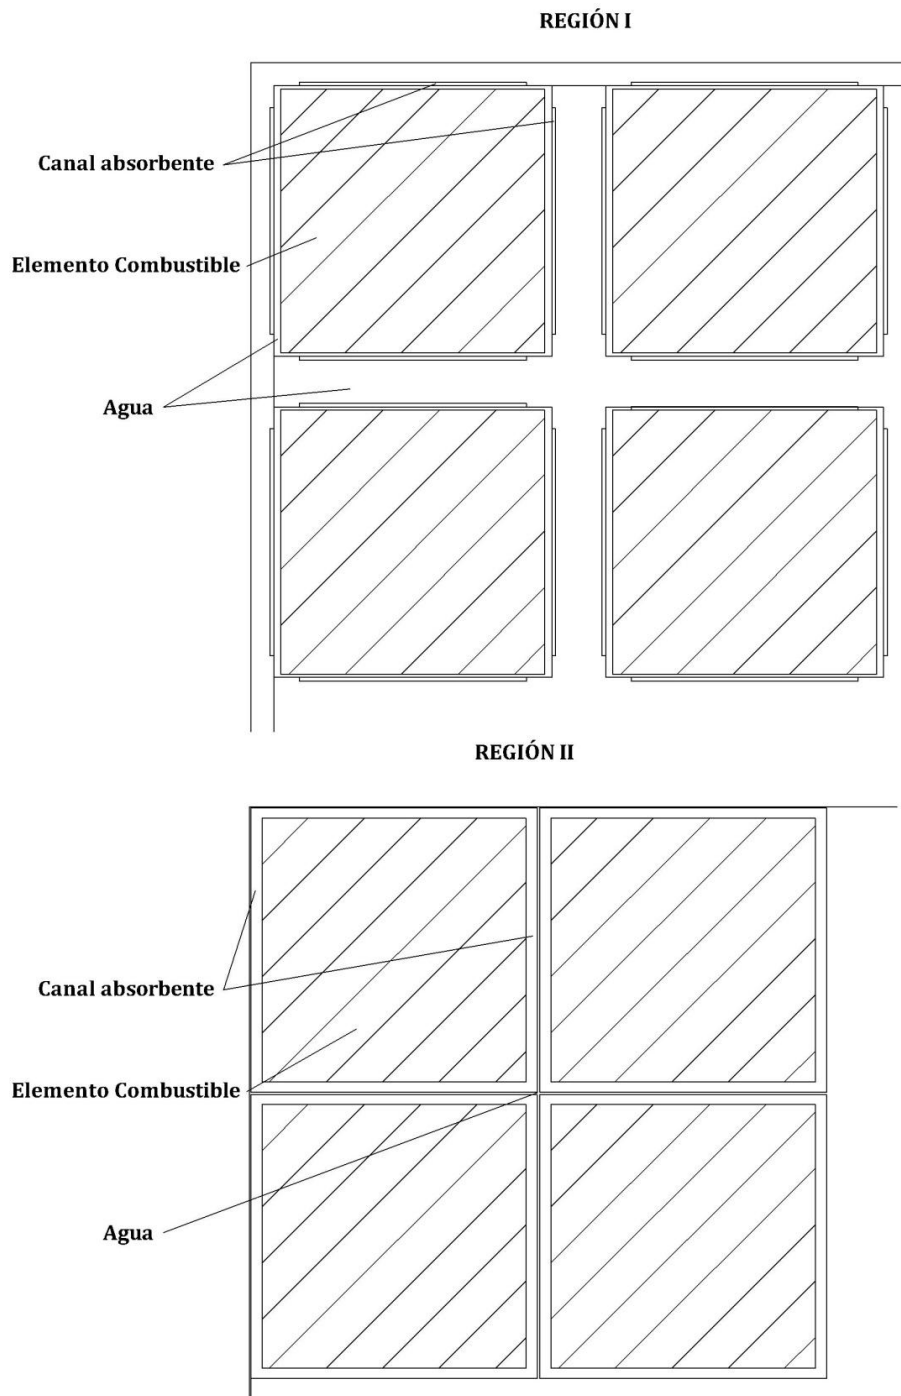 REGIÓN I
Canal absorbente
Elemento Combustible
Agua
REGIÓN II
Canal absorbente
Elemento Combustible
Agua